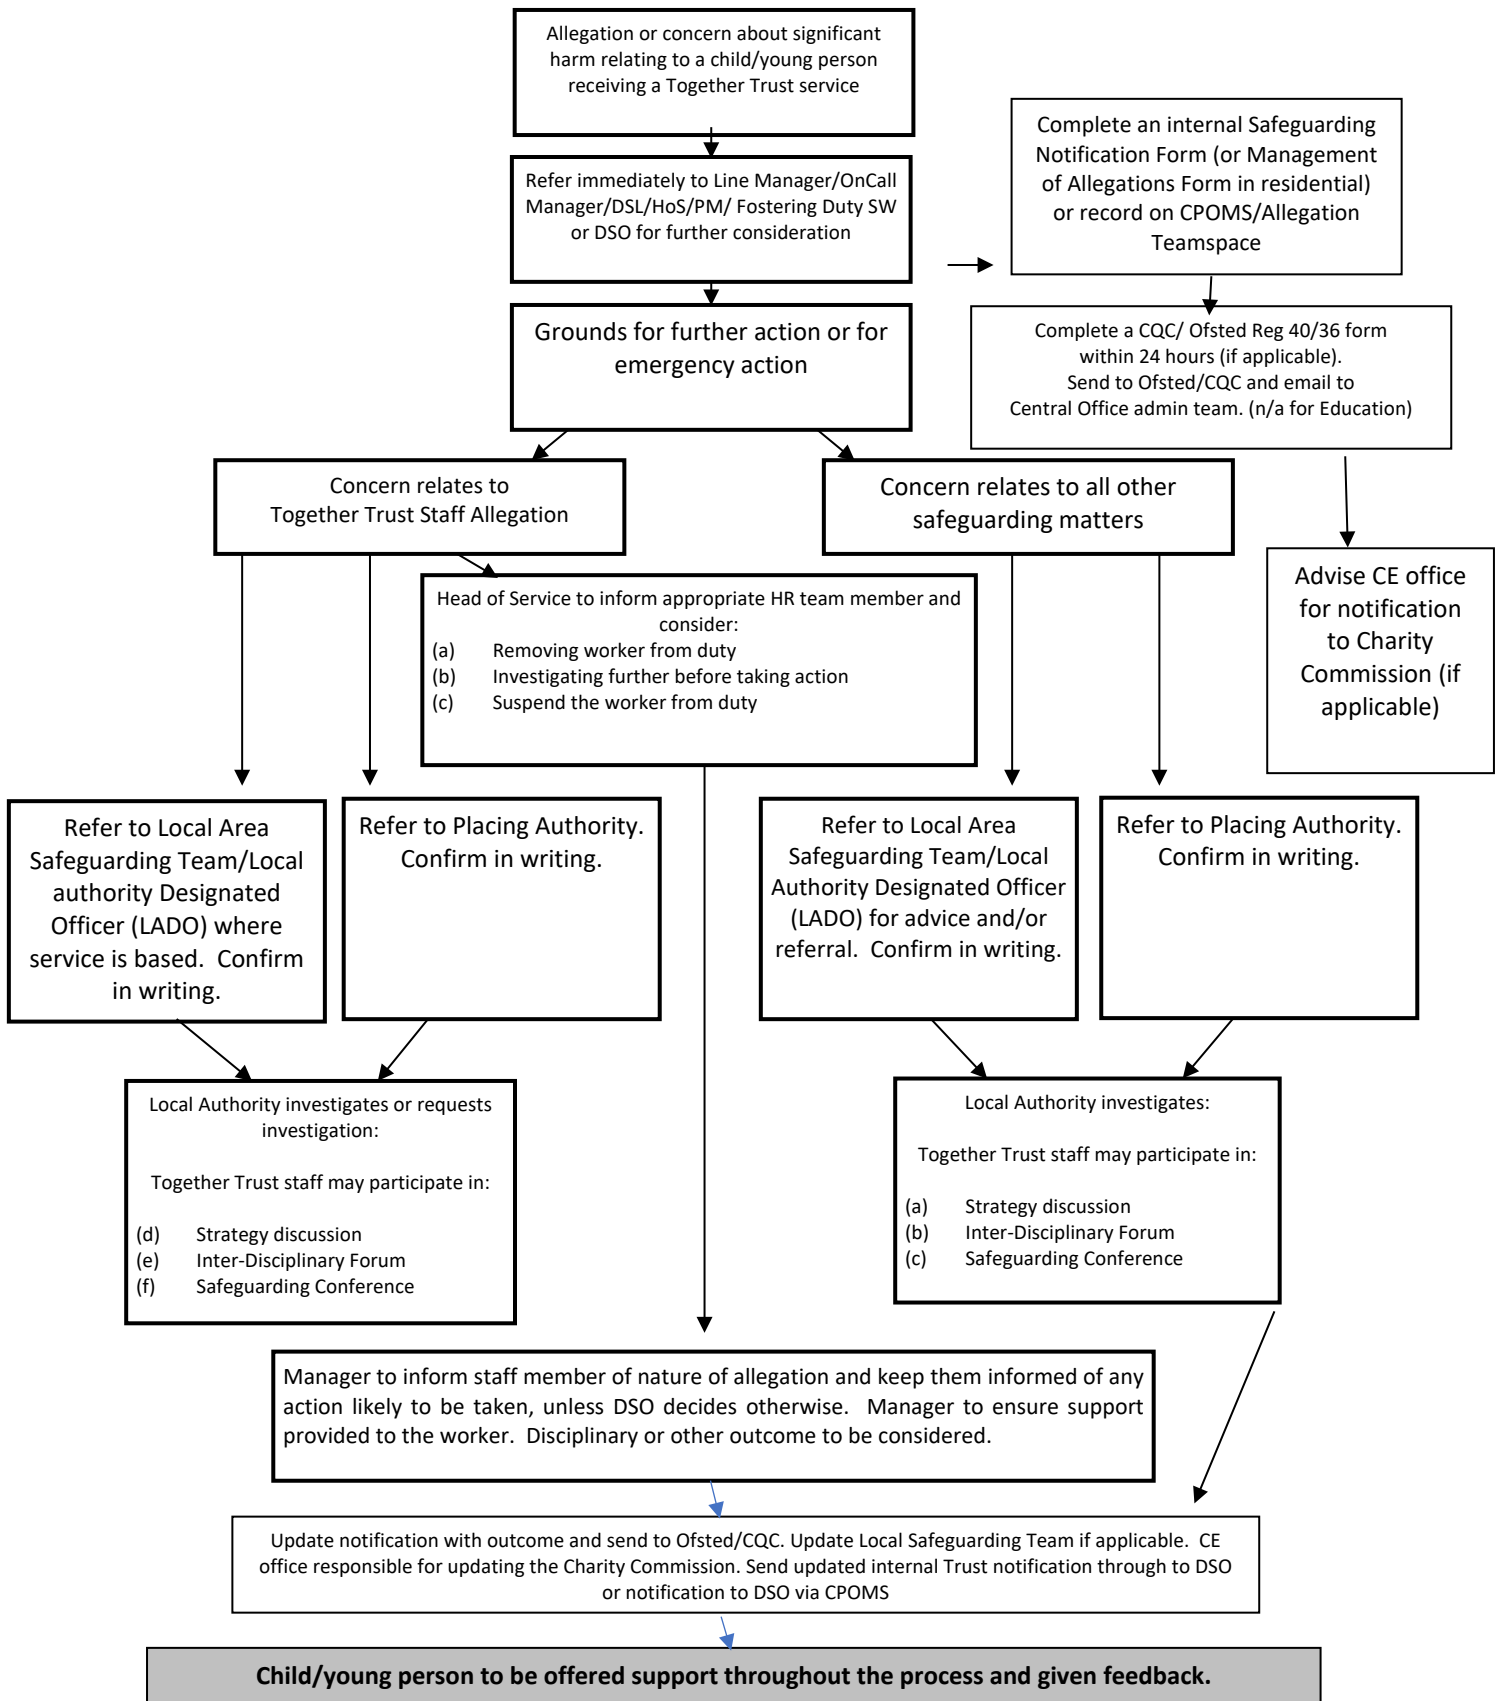 Allegation or concern about significant
harm relating to a child/young person
receiving a Together Trust service
Complete an internal Safeguarding
Notification Form (or Management
of Allegations Form in residential)
or record on CPOMS/Allegation
Teamspace
Refer immediately to Line Manager/OnCall
Manager/DSL/HoS/PM/ Fostering Duty SW
or DSO for further consideration
Grounds for further action or for
emergency action
Complete a CQC/ Ofsted Reg 40/36 form
within 24 hours (if applicable).
Send to Ofsted/CQC and email to
Central Office admin team. (n/a for Education)
Concern relates to
Together Trust Staff Allegation
Concern relates to all other
safeguarding matters
Advise CE office
for notification
to Charity
Commission (if
applicable)
Head of Service to inform appropriate HR team member and
consider:
(a) Removing worker from duty
(b) Investigating further before taking action
(c) Suspend the worker from duty
Refer to Local Area
Safeguarding Team/Local
authority Designated
Officer (LADO) where
service is based.  Confirm
in writing.
Refer to Placing Authority.
Confirm in writing.
Refer to Local Area
Safeguarding Team/Local
Authority Designated Officer
(LADO) for advice and/or
referral.  Confirm in writing.
Refer to Placing Authority.
Confirm in writing.
Local Authority investigates or requests
investigation:
Together Trust staff may participate in:
(d) Strategy discussion
(e) Inter-Disciplinary Forum
(f) Safeguarding Conference
Local Authority investigates:
Together Trust staff may participate in:
(a) Strategy discussion
(b) Inter-Disciplinary Forum
(c) Safeguarding Conference
Manager to inform staff member of nature of allegation and keep them informed of any
action likely to be taken, unless DSO decides otherwise.  Manager to ensure support
provided to the worker.  Disciplinary or other outcome to be considered.
Update notification with outcome and send to Ofsted/CQC. Update Local Safeguarding Team if applicable.  CE
office responsible for updating the Charity Commission. Send updated internal Trust notification through to DSO
or notification to DSO via CPOMS
Child/young person to be offered support throughout the process and given feedback.